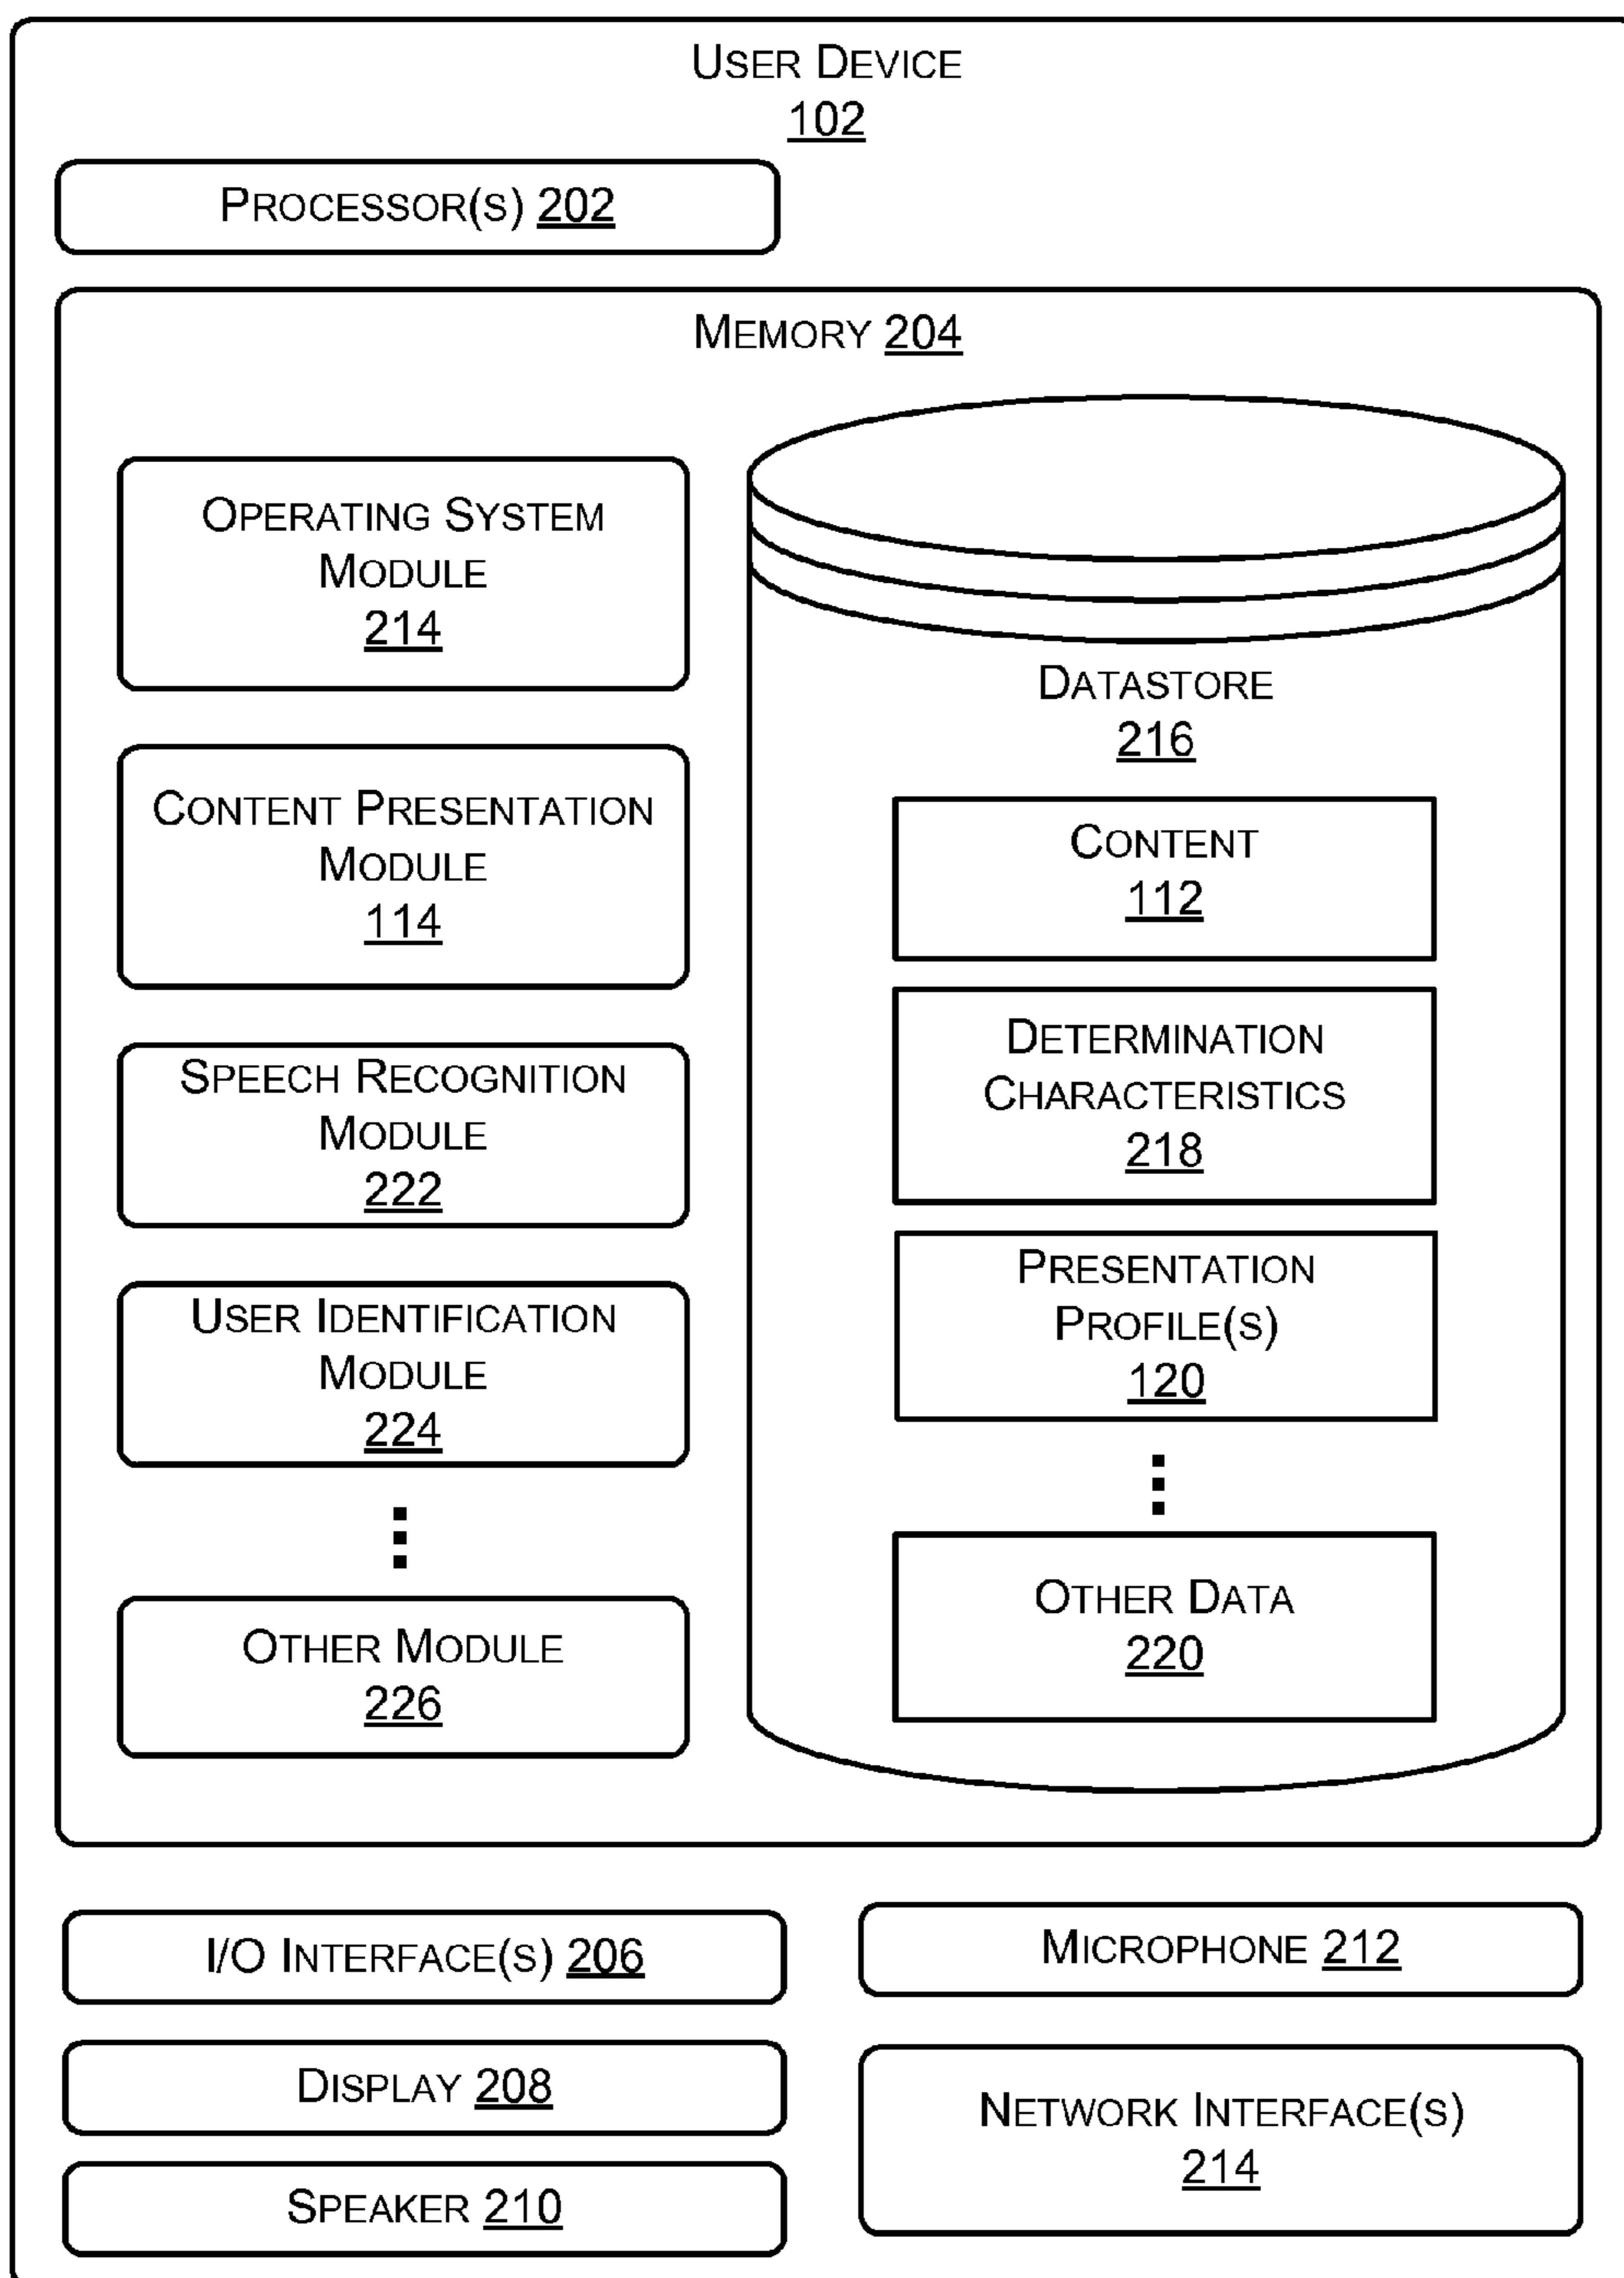 USER DEVICE
102
PROCESSOR(S) 202
MEMORY 204
OPERATING SYSTEM
MODULE
214
CONTENT PRESENTATION
MODULE
114
SPEECH RECOGNITION
MODULE
222
USER IDENTIFICATION
MODULE
224
OTHER MODULE
226
DATASTORE
216
CONTENT
112
DETERMINATION
CHARACTERISTICS
218
PRESENTATION
PROFILE(S)
120
OTHER DATA
220
I/O INTERFACE(S) 206
DISPLAY 208
SPEAKER 210
MICROPHONE 212
NETWORK INTERFACE(S)
214